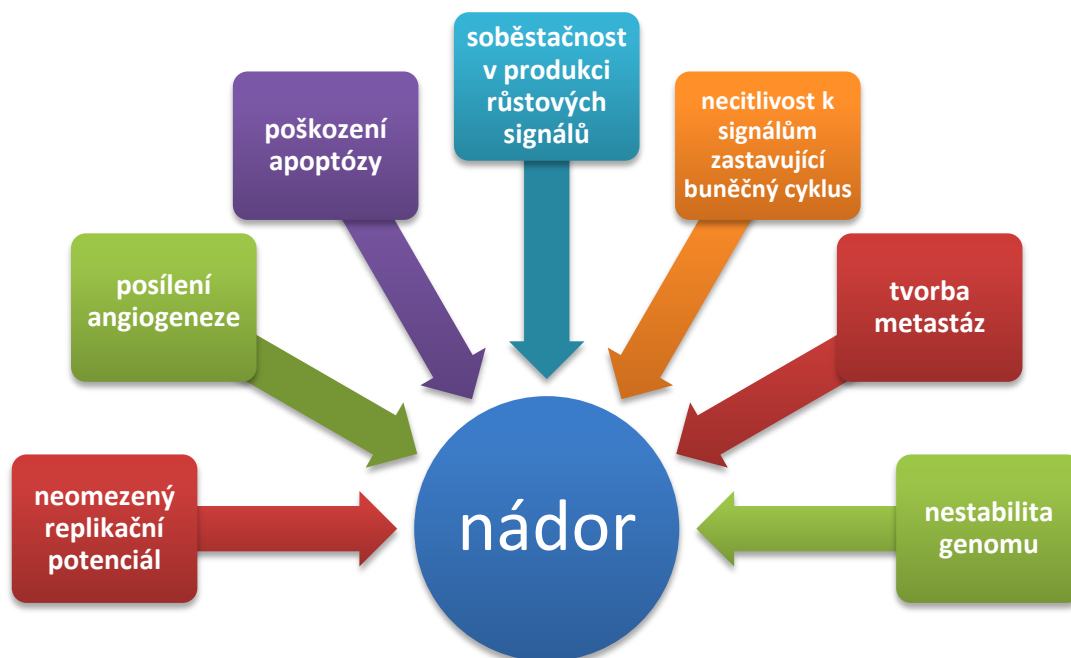 soběstačnost
v produkci
růstových
signálů
poškození
apoptózy
necitlivost k
signálům
zastavující
buněčný cyklus
posílení
angiogeneze
tvorba
metastáz
neomezený
replikační
potenciál
nádor
nestabilita
genomu